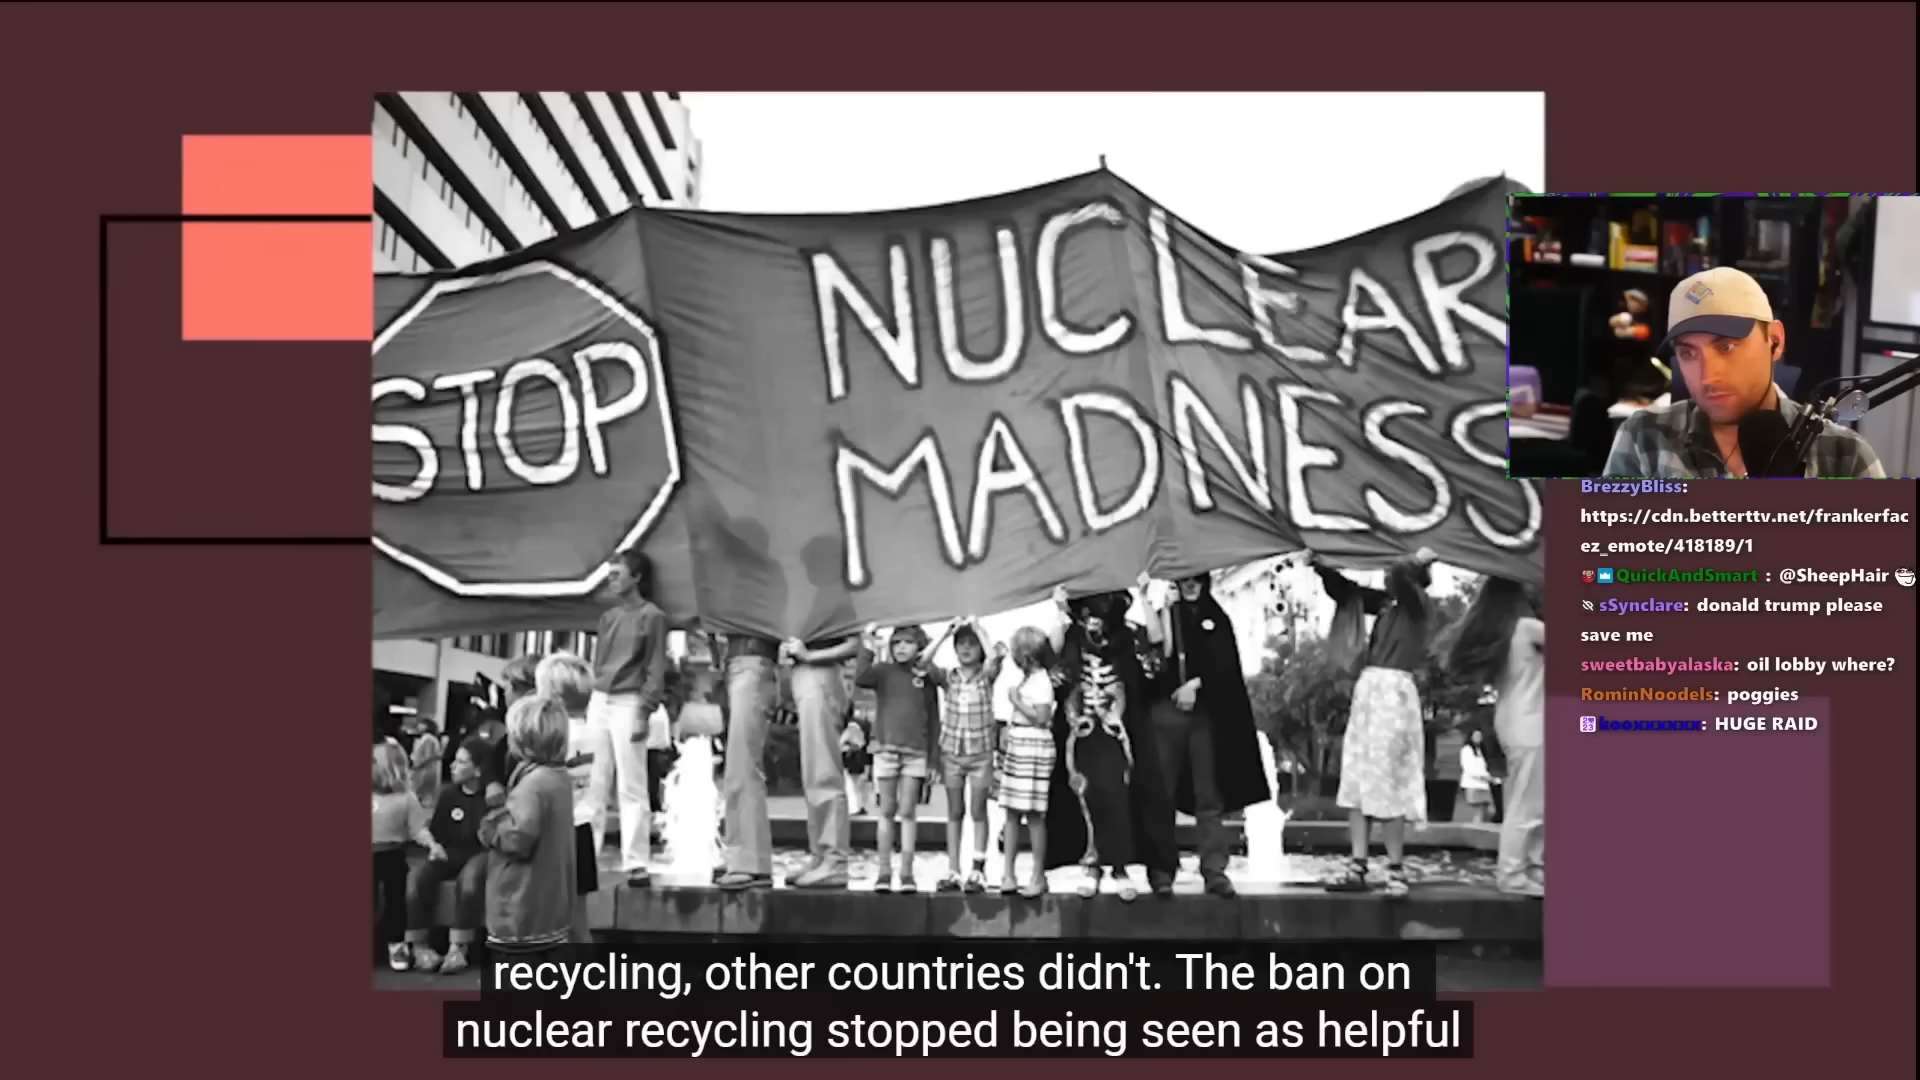 STOP
NUCLEAR
MADNESS
BrezzyBliss:
https://cdn.betterttv.net/frankerfac
ez_emote/418189/1
QuickAndSmart : @SheepHair
sSynclare: donald trump please
save me
sweetbabyalaska: oil lobby where?
RominNoodels: poggies
kooxxxxxxx: HUGE RAID
recycling, other countries didn't. The ban on
nuclear recycling stopped being seen as helpful